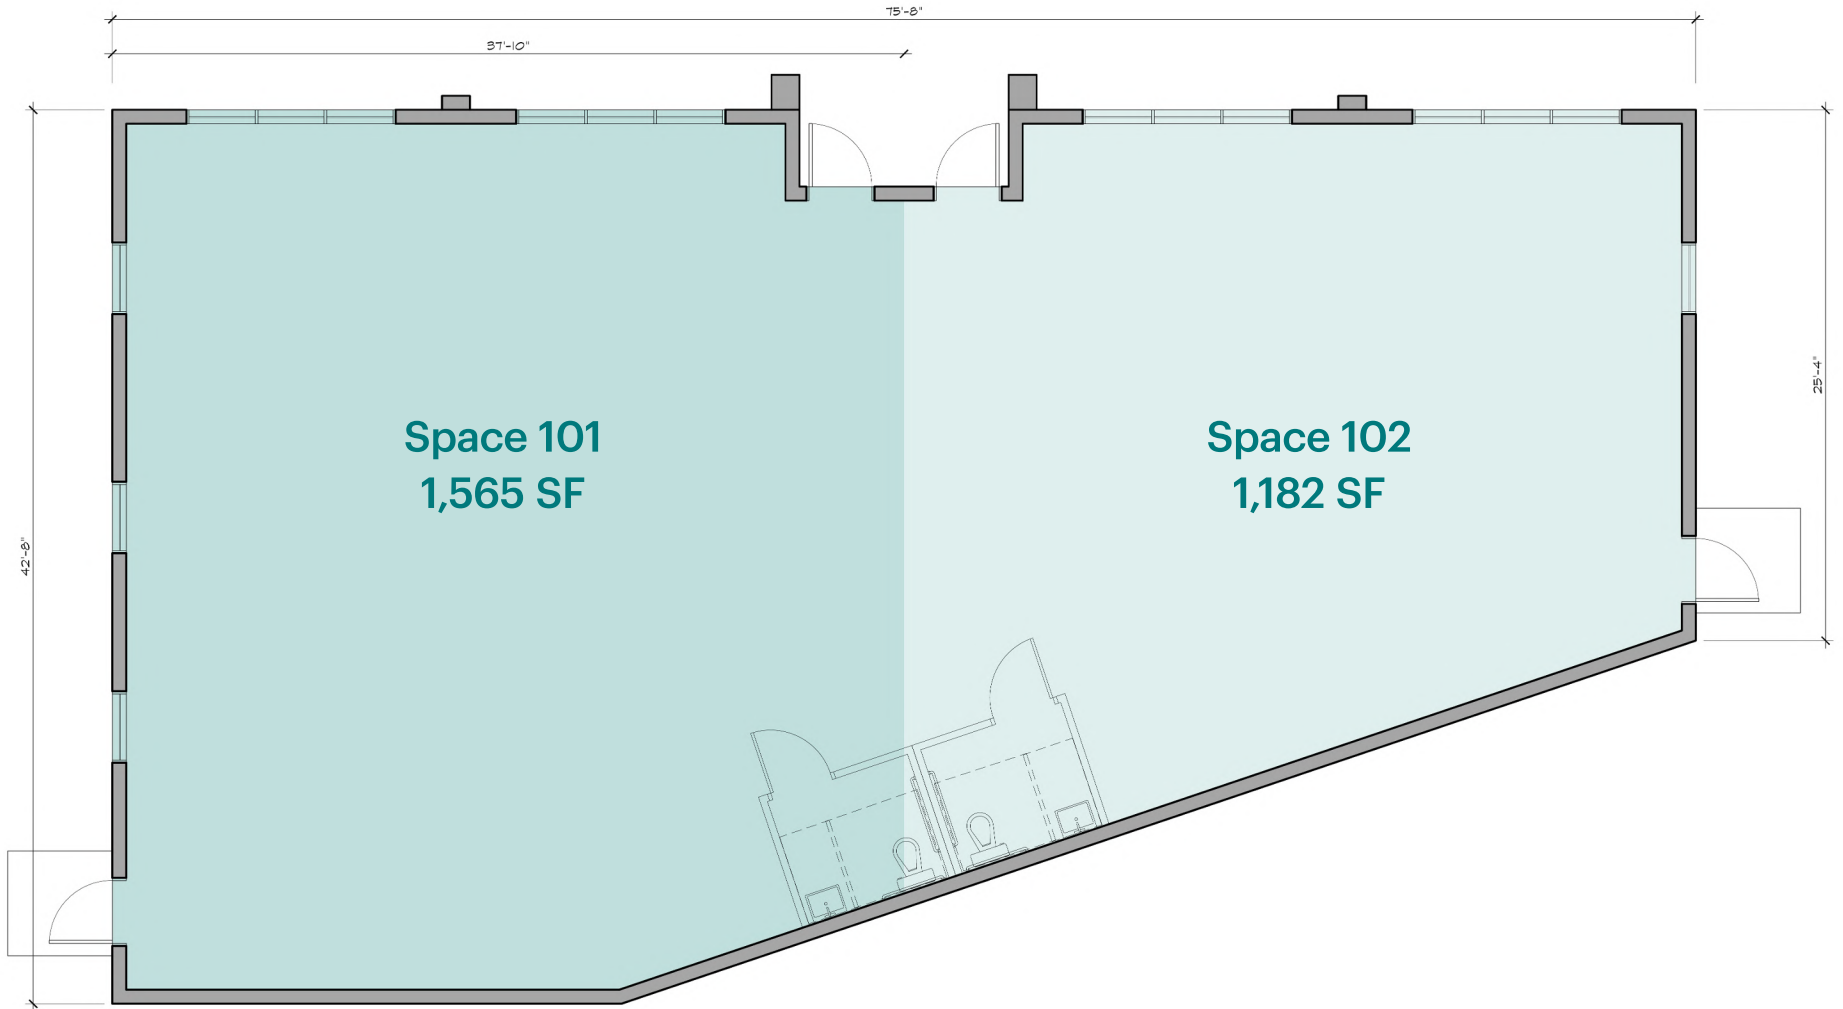 75'-8"
37'-10"
Space 101
1,565 SF
Space 102
1,182 SF
42'-8"
25'-4"